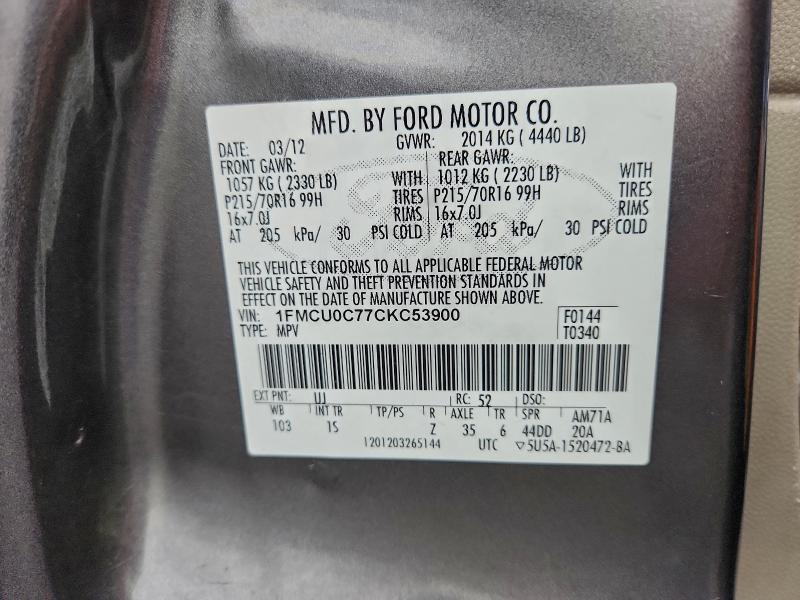 MFD. BY FORD MOTOR CO.
DATE: 03/12 GVWR: 2014 KG (4440 LB)
FRONT GAWR: REAR GAWR:
1057 KG (2330 LB) WITH 1012 KG (2230 LB) WITH
P215/70R16 99H TIRES P215/70R16 99H TIRES
16x7.0J RIMS 16x7.0J RIMS
AT 205 kPa/ 30 PSI COLD AT 205 kPa/ 30 PSI COLD
THIS VEHICLE CONFORMS TO ALL APPLICABLE FEDERAL MOTOR
VEHICLE SAFETY AND THEFT PREVENTION STANDARDS IN
EFFECT ON THE DATE OF MANUFACTURE SHOWN ABOVE.
VIN: 1FMCU0C77CKC53900 F0144
TYPE: MPV T0340
EXT PNT: UJ RC: 52 DSO:
WB INT TR TP/PS R AXLE TR SPR AM71A
103 1S Z 35 6 44DD 20A
1201203265144 UTC ▽5U5A-1520472-BA